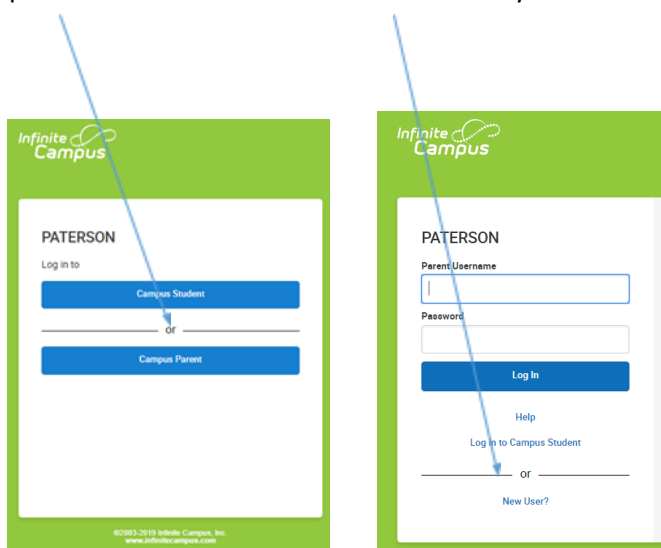 Infinite
Campus
PATERSON
Log in to
Campus Student
or
Campus Parent
©2003-2019 Infinite Campus, Inc.
www.infinitecampus.com
Infinite
Campus
PATERSON
Parent Username
Password
Log In
Help
Log In to Campus Student
or
New User?